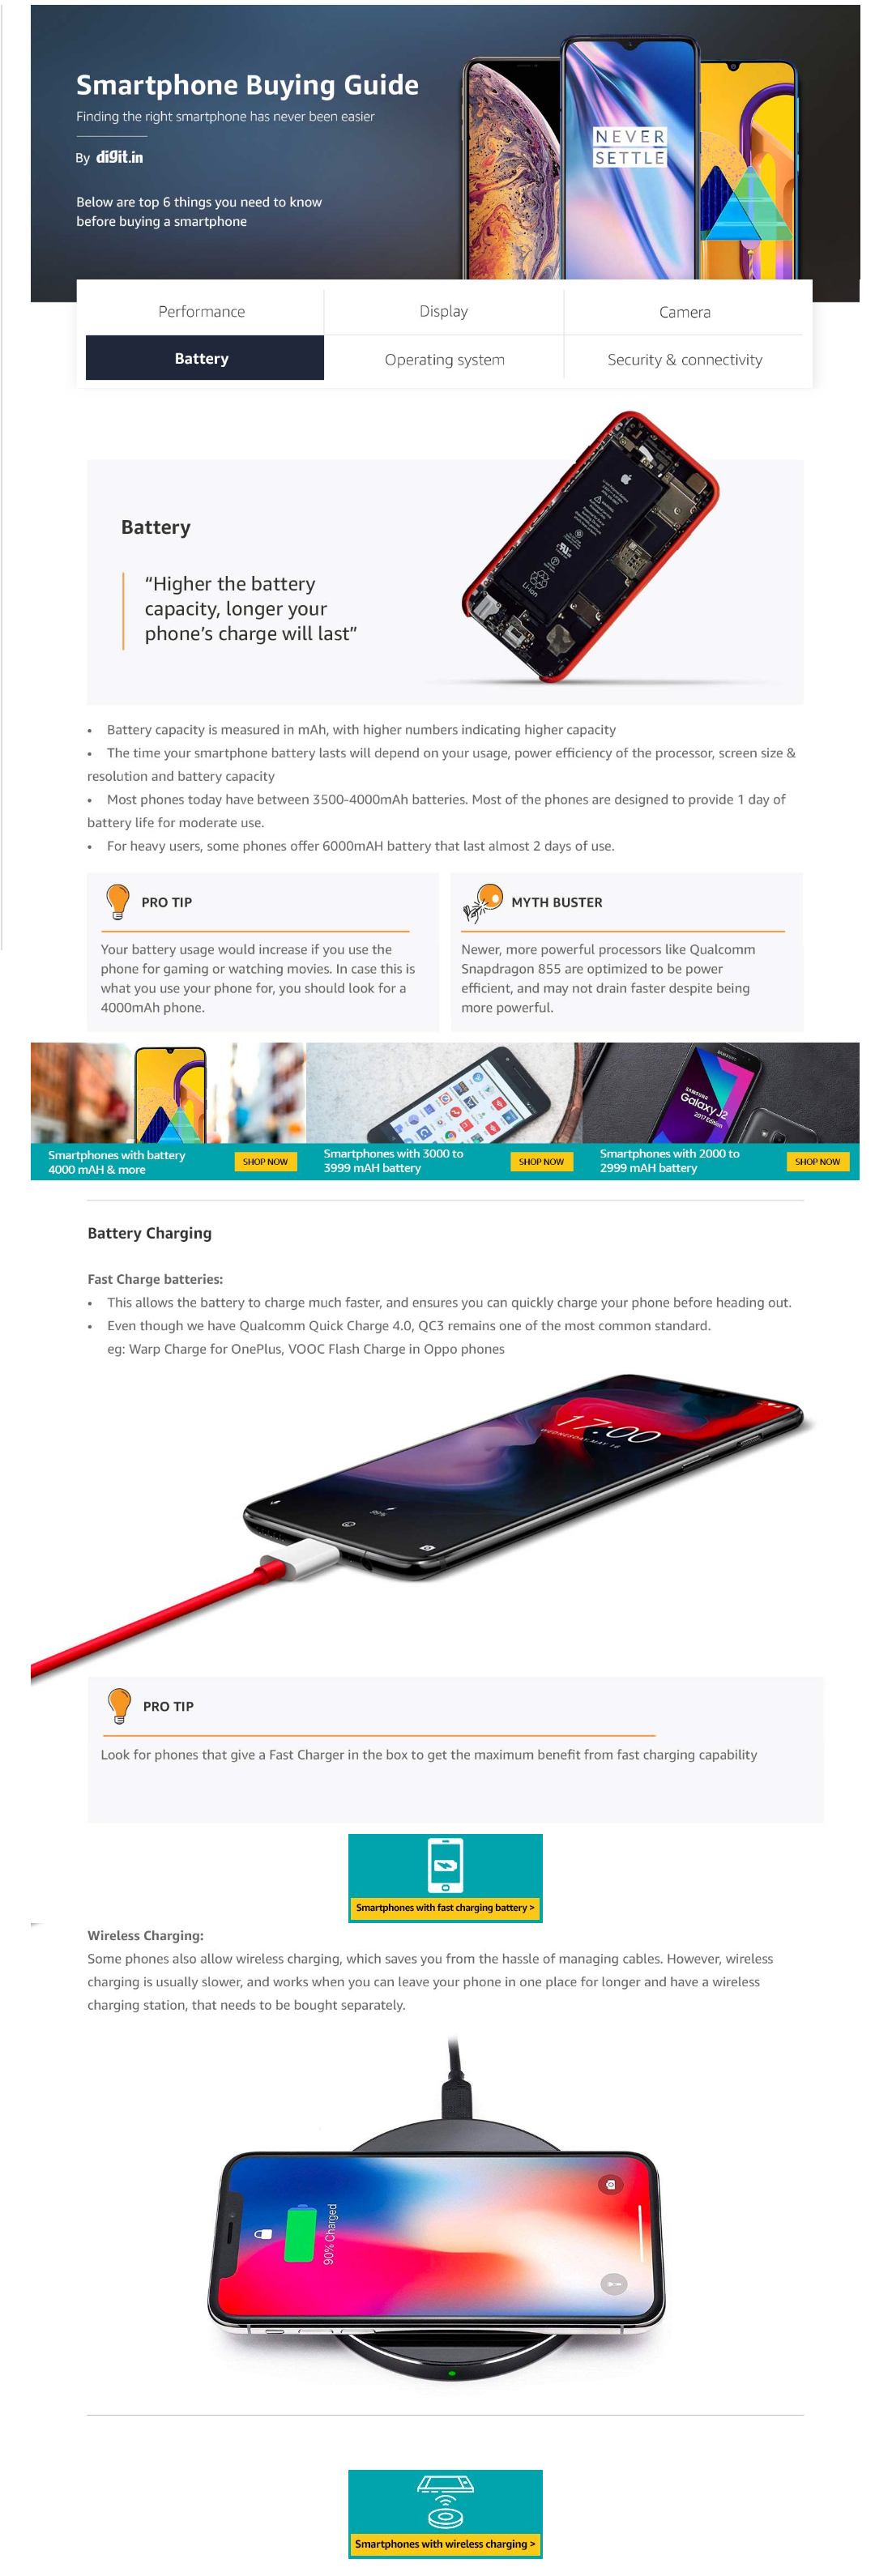 Smartphone Buying Guide
Finding the right smartphone has never been easier
By digit.in
Below are top 6 things you need to know
before buying a smartphone
NEVER
SETTLE
Performance
Display
Camera
Battery
Operating system
Security & connectivity
Battery
“Higher the battery
capacity, longer your
phone’s charge will last”
Li-ion
• Battery capacity is measured in mAh, with higher numbers indicating higher capacity
• The time your smartphone battery lasts will depend on your usage, power efficiency of the processor, screen size &
resolution and battery capacity
• Most phones today have between 3500-4000mAh batteries. Most of the phones are designed to provide 1 day of
battery life for moderate use.
• For heavy users, some phones offer 6000mAH battery that last almost 2 days of use.
PRO TIP
Your battery usage would increase if you use the
phone for gaming or watching movies. In case this is
what you use your phone for, you should look for a
4000mAh phone.
MYTH BUSTER
Newer, more powerful processors like Qualcomm
Snapdragon 855 are optimized to be power
efficient, and may not drain faster despite being
more powerful.
SAMSUNG
SAMSUNG
Galaxy J2
2017 Edition
Smartphones with battery
4000 mAH & more
SHOP NOW
Smartphones with 3000 to
3999 mAH battery
SHOP NOW
Smartphones with 2000 to
2999 mAH battery
SHOP NOW
Battery Charging
Fast Charge batteries:
• This allows the battery to charge much faster, and ensures you can quickly charge your phone before heading out.
• Even though we have Qualcomm Quick Charge 4.0, QC3 remains one of the most common standard.
eg: Warp Charge for OnePlus, VOOC Flash Charge in Oppo phones
17:00
WEDNESDAY, MAY 16
PRO TIP
Look for phones that give a Fast Charger in the box to get the maximum benefit from fast charging capability
Smartphones with fast charging battery >
Wireless Charging:
Some phones also allow wireless charging, which saves you from the hassle of managing cables. However, wireless
charging is usually slower, and works when you can leave your phone in one place for longer and have a wireless
charging station, that needs to be bought separately.
90% Charged
Smartphones with wireless charging >